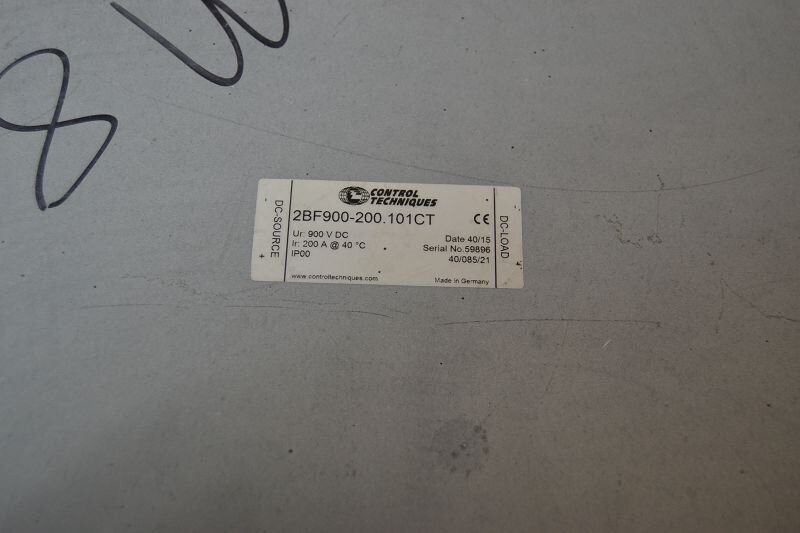 CONTROL
TECHNIQUES
2BF900-200.101CT CE
Ur: 900 V DC
Ir: 200 A @ 40 °C
IP00
Date 40/15
Serial No.59896
40/085/21
www.controltechniques.com
Made in Germany
DC-SOURCE +
DC-LOAD +